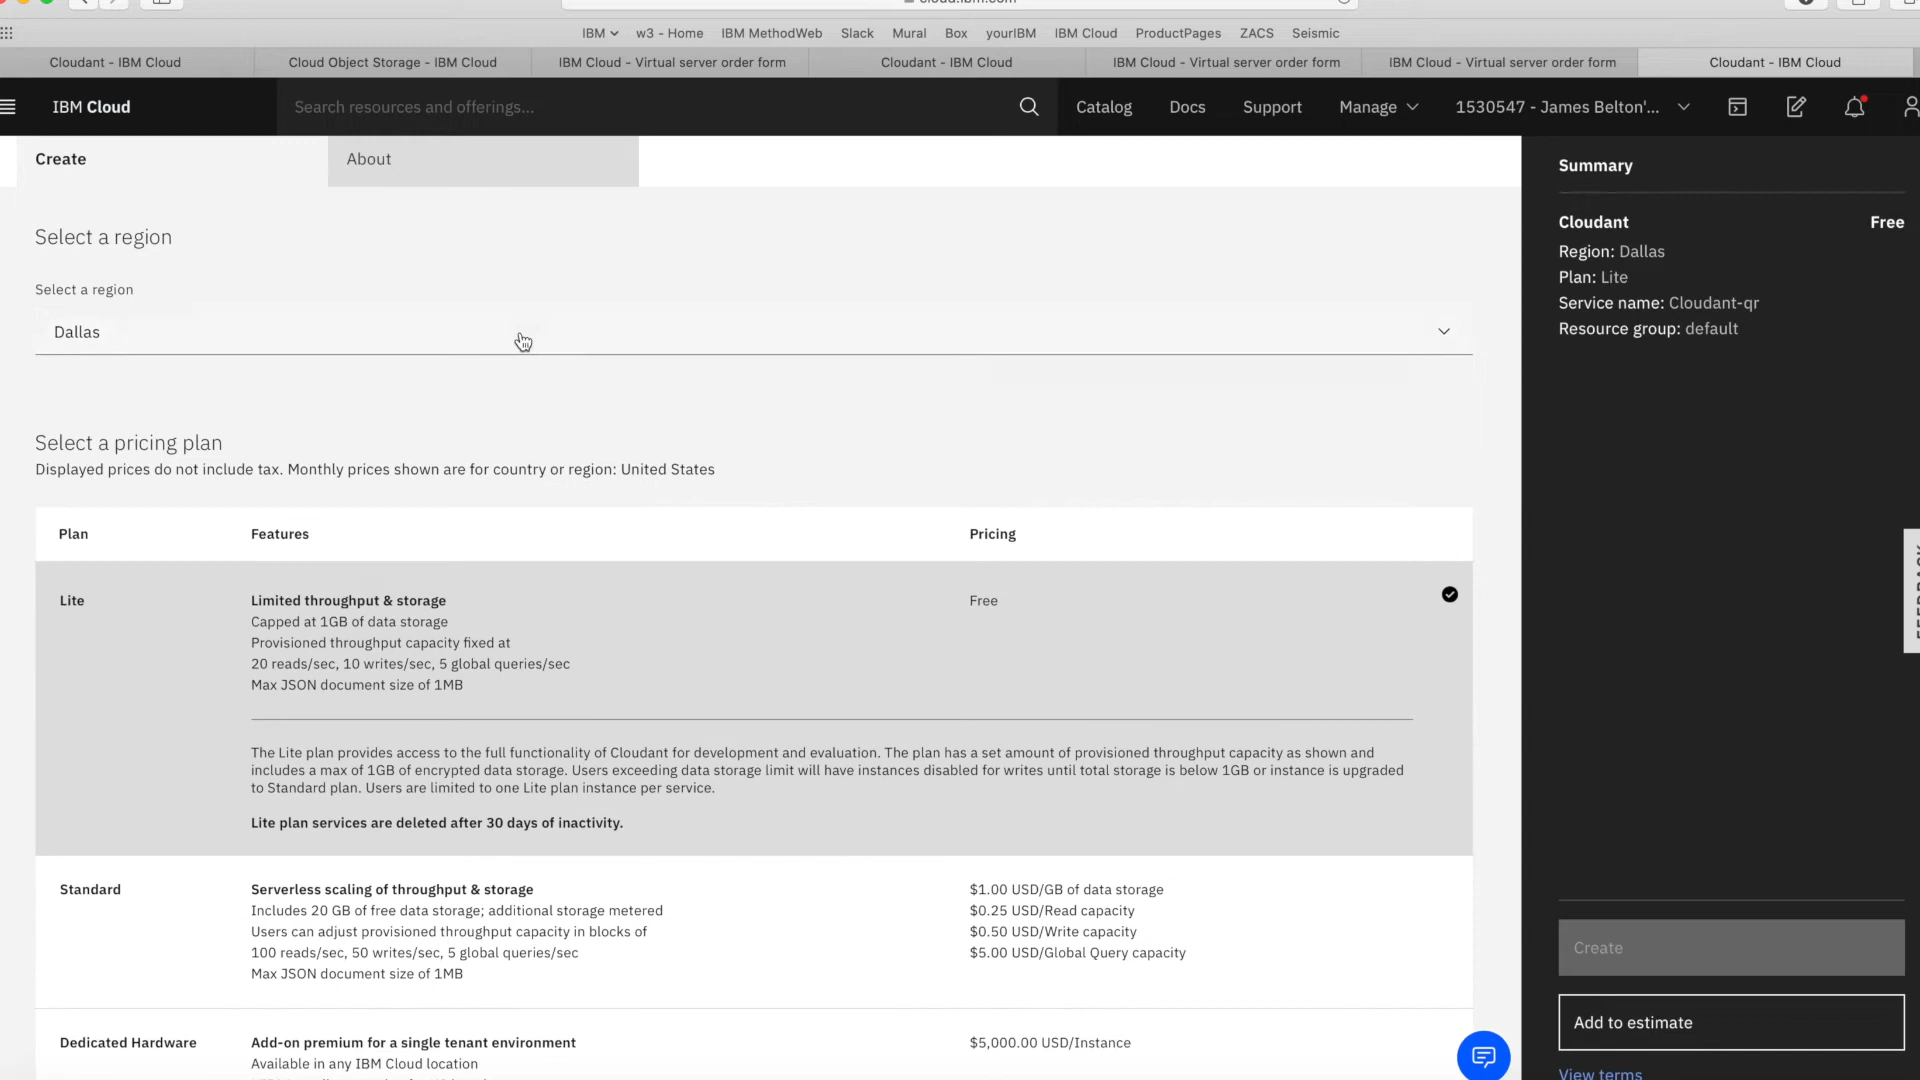 IBM w3 - Home IBM MethodWeb Slack Mural Box yourIBM IBM Cloud ProductPages ZACS Seismic
Cloudant - IBM Cloud Cloud Object Storage - IBM Cloud IBM Cloud - Virtual server order form Cloudant - IBM Cloud IBM Cloud - Virtual server order form IBM Cloud - Virtual server order form Cloudant - IBM Cloud
IBM Cloud Search resources and offerings... Catalog Docs Support Manage 1530547 - James Belton'...
Create About
Select a region
Select a region
Dallas
Select a pricing plan
Displayed prices do not include tax. Monthly prices shown are for country or region: United States
Plan Features Pricing
Lite Limited throughput & storage Free
Capped at 1GB of data storage
Provisioned throughput capacity fixed at
20 reads/sec, 10 writes/sec, 5 global queries/sec
Max JSON document size of 1MB
The Lite plan provides access to the full functionality of Cloudant for development and evaluation. The plan has a set amount of provisioned throughput capacity as shown and
includes a max of 1GB of encrypted data storage. Users exceeding data storage limit will have instances disabled for writes until total storage is below 1GB or instance is upgraded
to Standard plan. Users are limited to one Lite plan instance per service.
Lite plan services are deleted after 30 days of inactivity.
Standard Serverless scaling of throughput & storage $1.00 USD/GB of data storage
Includes 20 GB of free data storage; additional storage metered $0.25 USD/Read capacity
Users can adjust provisioned throughput capacity in blocks of $0.50 USD/Write capacity
100 reads/sec, 50 writes/sec, 5 global queries/sec $5.00 USD/Global Query capacity
Max JSON document size of 1MB
Dedicated Hardware Add-on premium for a single tenant environment $5,000.00 USD/Instance
Available in any IBM Cloud location
Summary
Cloudant Free
Region: Dallas
Plan: Lite
Service name: Cloudant-qr
Resource group: default
Create
Add to estimate
View terms